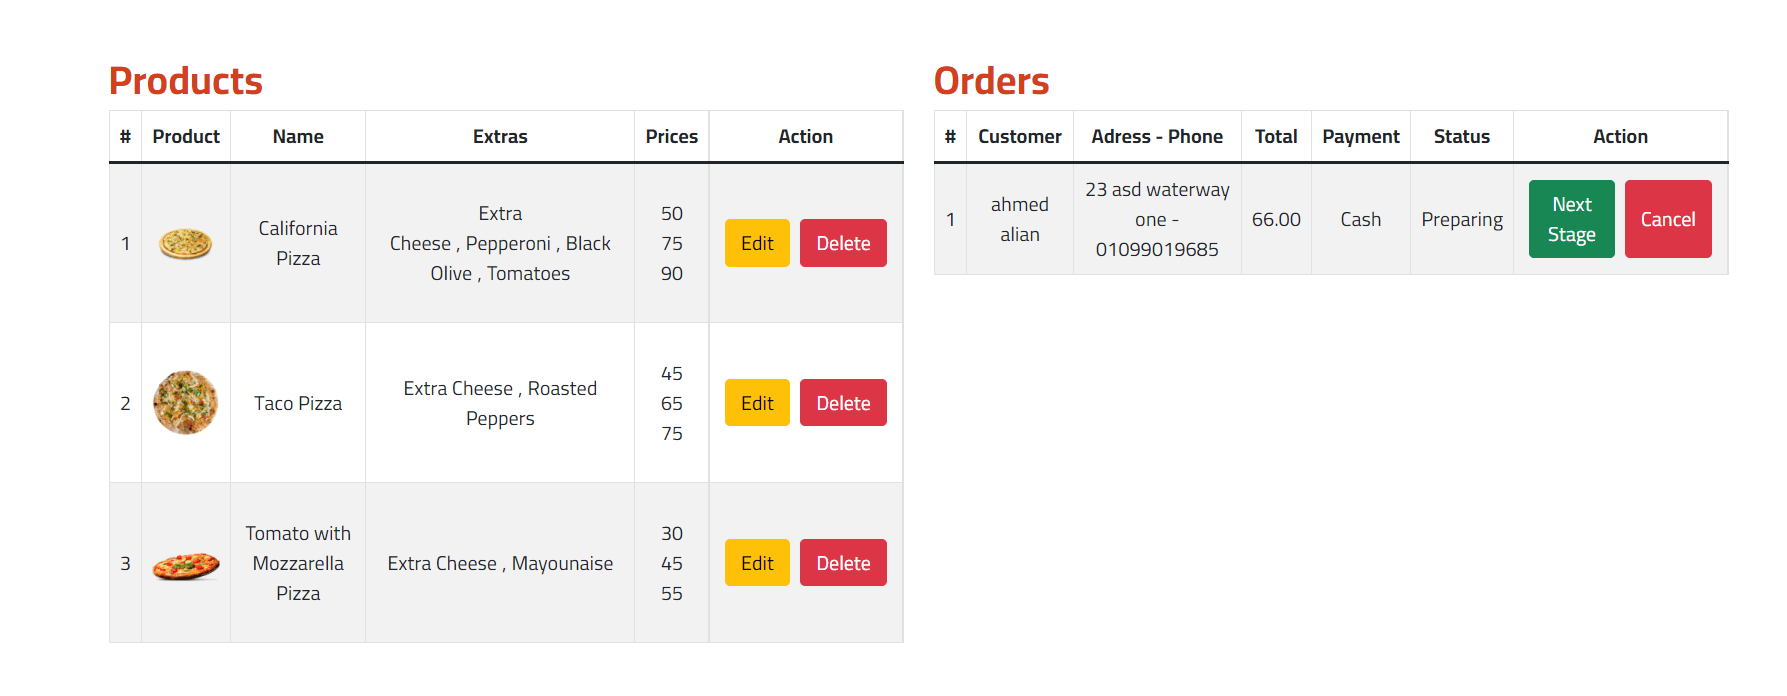 Products
# Product Name Extras Prices Action
1
California
Pizza
Extra
Cheese , Pepperoni , Black
Olive , Tomatoes
50
75
90
Edit Delete
2
Taco Pizza
Extra Cheese , Roasted
Peppers
45
65
75
Edit Delete
3
Tomato with
Mozzarella
Pizza
Extra Cheese , Mayounaise
30
45
55
Edit Delete
Orders
# Customer Adress - Phone Total Payment Status Action
1
ahmed
alian
23 asd waterway
one -
01099019685
66.00
Cash
Preparing
Next
Stage
Cancel